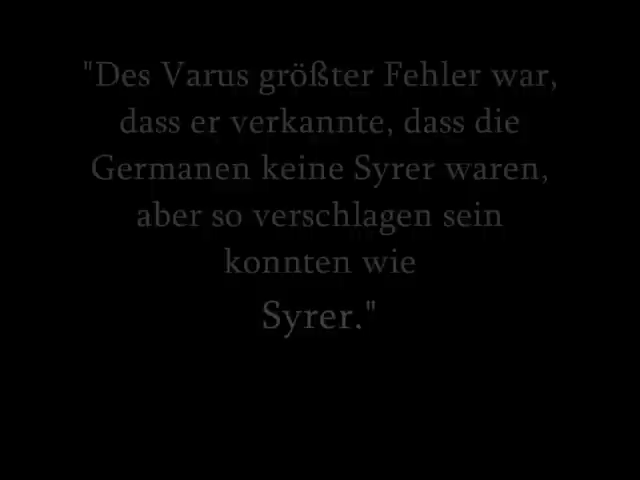 "Des Varus größter Fehler war,
dass er verkannte, dass die
Germanen keine Syrer waren,
aber so verschlagen sein
konnten wie
Syrer."